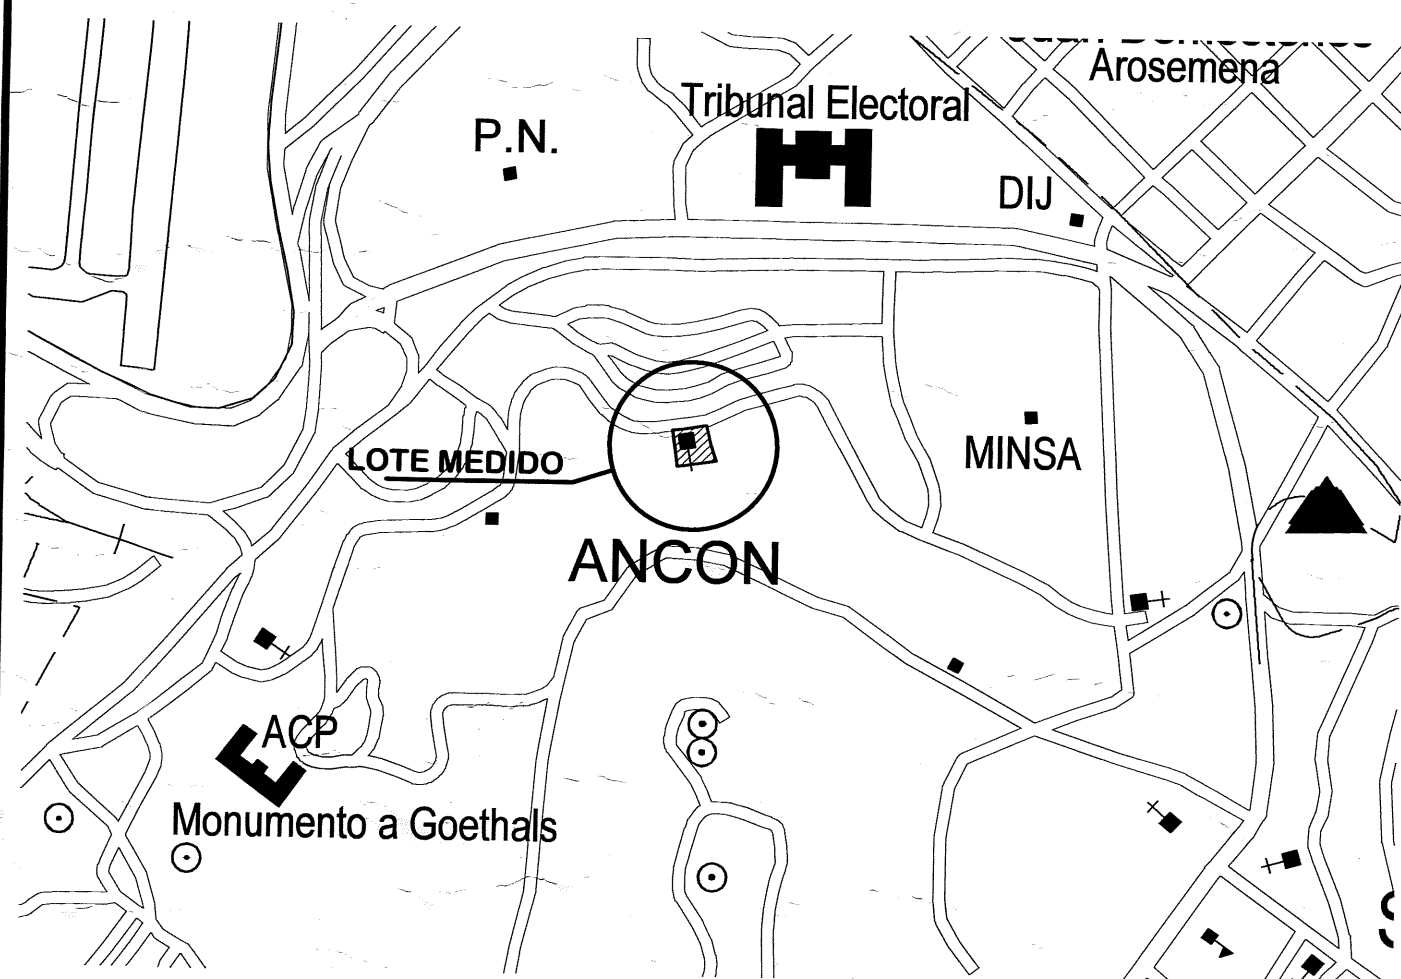 Arosemena
Tribunal Electoral
P.N.
DIJ
LOTE MEDIDO
MINSA
ANCON
ACP
Monumento a Goethals